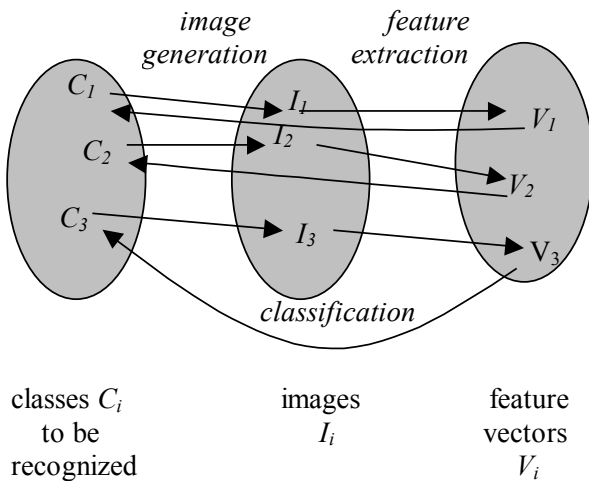 image generation
feature extraction
C1
I1
V1
C2
I2
V2
C3
I3
V3
classification
classes Ci
to be
recognized
images
Ii
feature
vectors
Vi